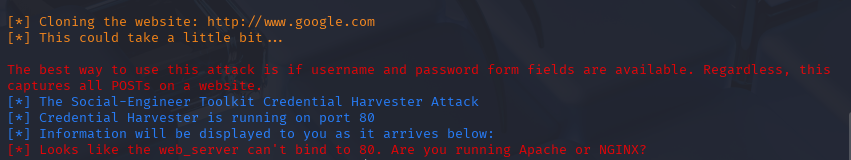 [*] Cloning the website: http://www.google.com
[*] This could take a little bit...
The best way to use this attack is if username and password form fields are available. Regardless, this
captures all POSTs on a website.
[*] The Social-Engineer Toolkit Credential Harvester Attack
[*] Credential Harvester is running on port 80
[*] Information will be displayed to you as it arrives below:
[*] Looks like the web_server can't bind to 80. Are you running Apache or NGINX?